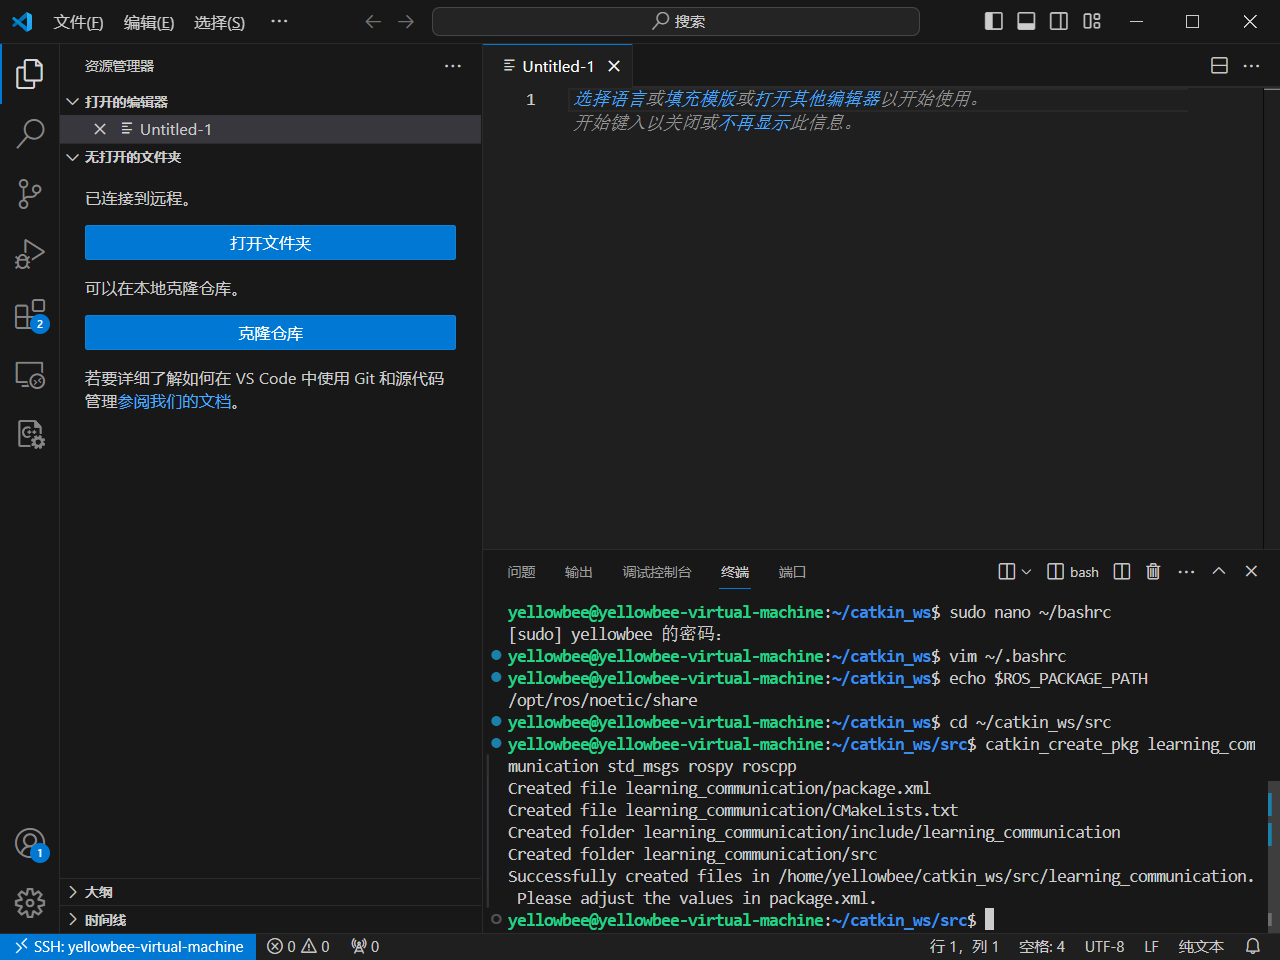 文件(F) 编辑(E) 选择(S) ··· 搜索
资源管理器
打开的编辑器
Untitled-1
无打开的文件夹
已连接到远程。
打开文件夹
可以在本地克隆仓库。
克隆仓库
若要详细了解如何在 VS Code 中使用 Git 和源代码
管理参阅我们的文档。
大纲
时间线
2
1
Untitled-1
1 选择语言或填充模版或打开其他编辑器以开始使用。
开始键入以关闭或不再显示此信息。
问题 输出 调试控制台 终端 端口 bash
yellowbee@yellowbee-virtual-machine:~/catkin_ws$ sudo nano ~/bashrc
[sudo] yellowbee 的密码：
yellowbee@yellowbee-virtual-machine:~/catkin_ws$ vim ~/.bashrc
yellowbee@yellowbee-virtual-machine:~/catkin_ws$ echo $ROS_PACKAGE_PATH
/opt/ros/noetic/share
yellowbee@yellowbee-virtual-machine:~/catkin_ws$ cd ~/catkin_ws/src
yellowbee@yellowbee-virtual-machine:~/catkin_ws/src$ catkin_create_pkg learning_com
munication std_msgs rospy roscpp
Created file learning_communication/package.xml
Created file learning_communication/CMakeLists.txt
Created folder learning_communication/include/learning_communication
Created folder learning_communication/src
Successfully created files in /home/yellowbee/catkin_ws/src/learning_communication.
Please adjust the values in package.xml.
yellowbee@yellowbee-virtual-machine:~/catkin_ws/src$
SSH: yellowbee-virtual-machine 0 0 0 行 1，列 1 空格: 4 UTF-8 LF 纯文本